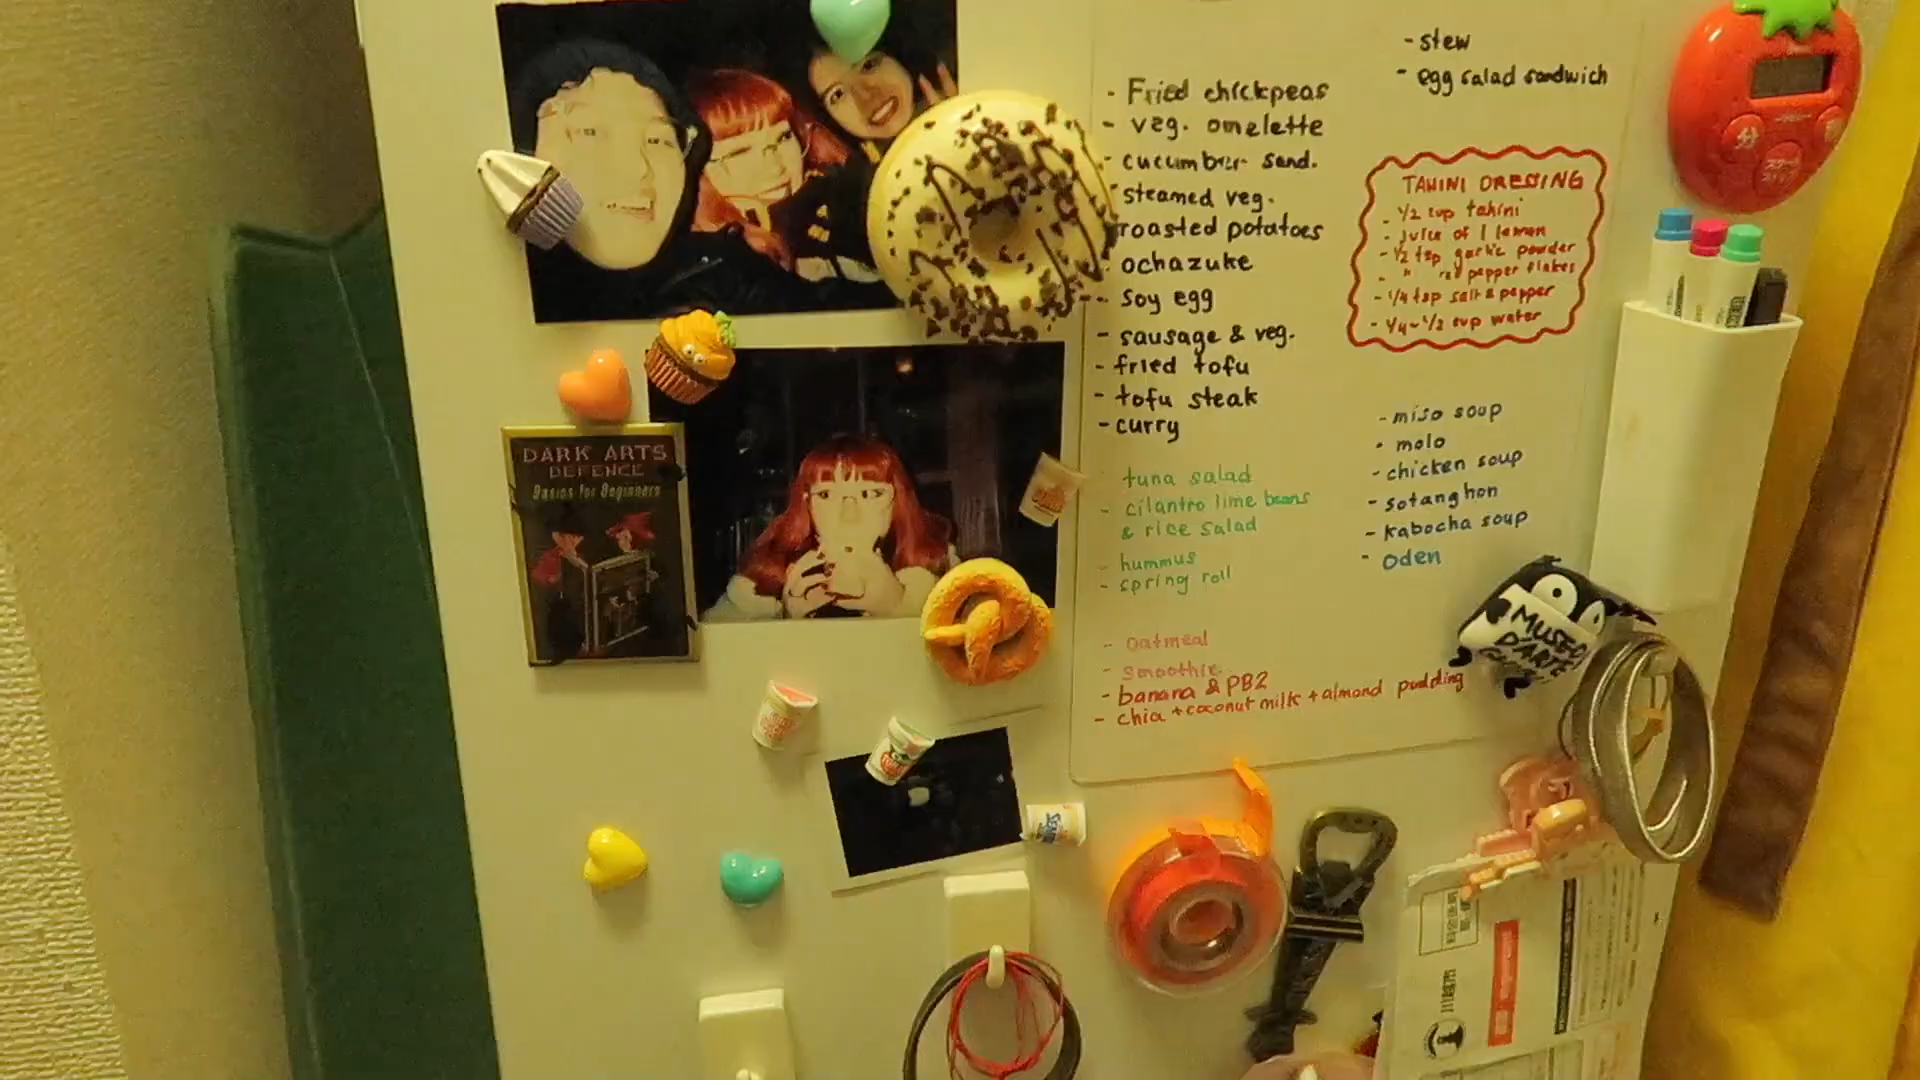 - stew
- egg salad sandwich
- Fried chickpeas
- veg. omelette
- cucumber sand.
steamed veg.
roasted potatoes
ochazuke
- soy egg
- sausage & veg.
- fried tofu
- tofu steak
- curry
tuna salad
- cilantro lime beans
& rice salad
- hummus
- spring roll
- oatmeal
- smoothie
- banana & PB2
- chia + coconut milk + almond pudding
TAHINI DRESSING
- 1/2 cup tahini
- juice of 1 lemon
- 1/2 tsp garlic powder
- " red pepper flakes
- 1/4 tsp salt & pepper
- 1/4~1/2 cup water
- miso soup
- molo
- chicken soup
- sotanghon
- kabocha soup
- oden
DARK ARTS
DEFENCE
Basics for Beginners
MUSEO
D'ARTE
分
川越市